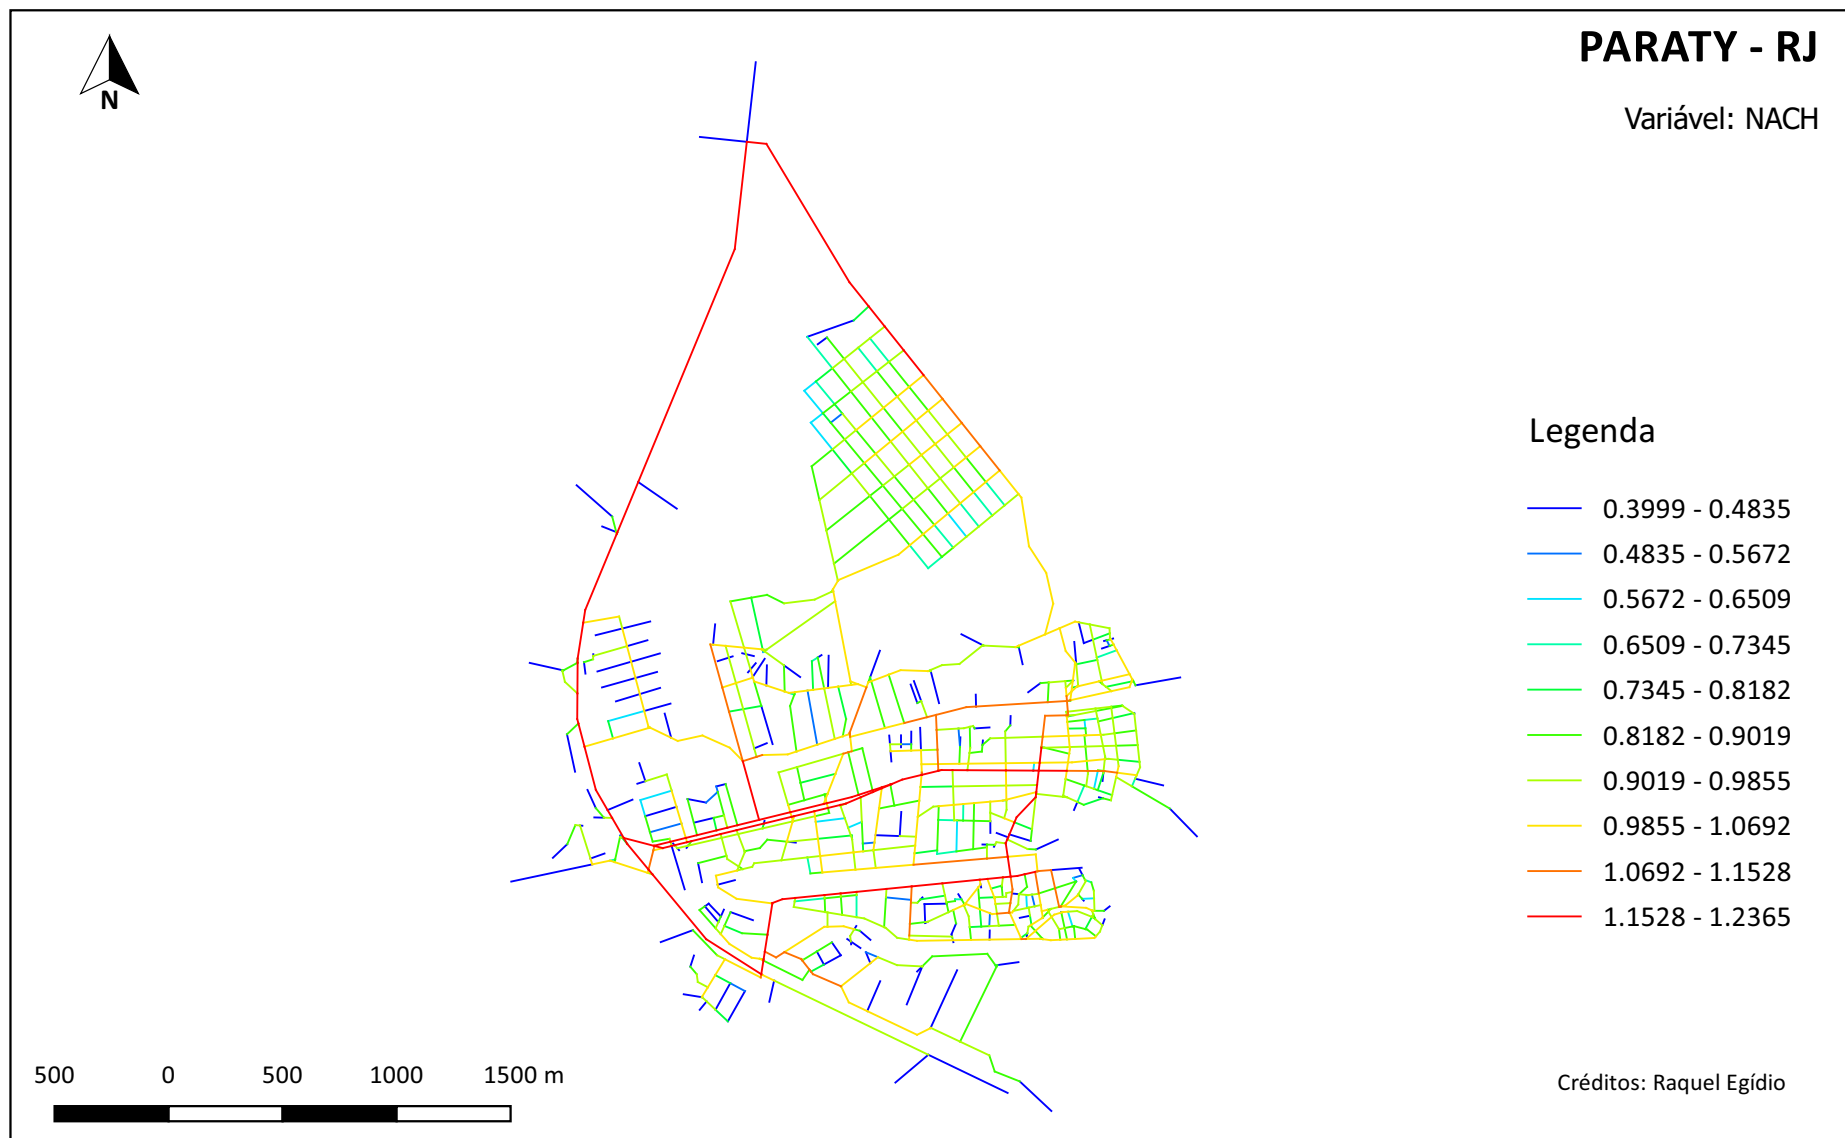 PARATY - RJ
Variável: NACH
N
Legenda
0.3999 - 0.4835
0.4835 - 0.5672
0.5672 - 0.6509
0.6509 - 0.7345
0.7345 - 0.8182
0.8182 - 0.9019
0.9019 - 0.9855
0.9855 - 1.0692
1.0692 - 1.1528
1.1528 - 1.2365
500 0 500 1000 1500 m
Créditos: Raquel Egídio